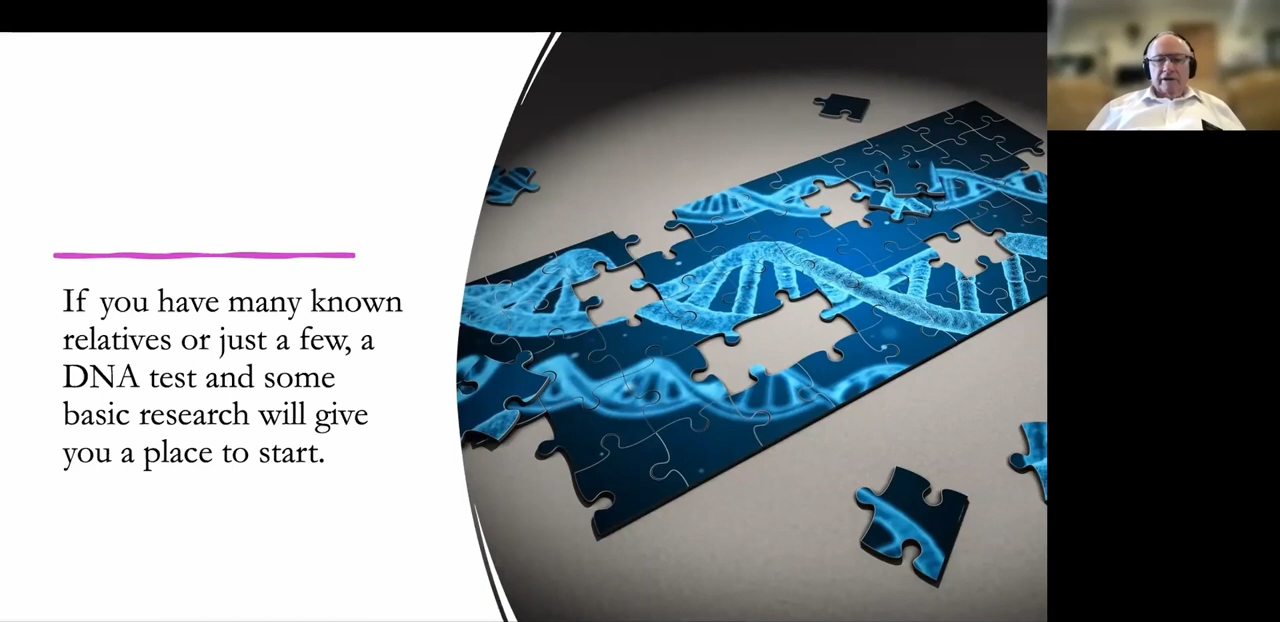 If you have many known
relatives or just a few, a
DNA test and some
basic research will give
you a place to start.